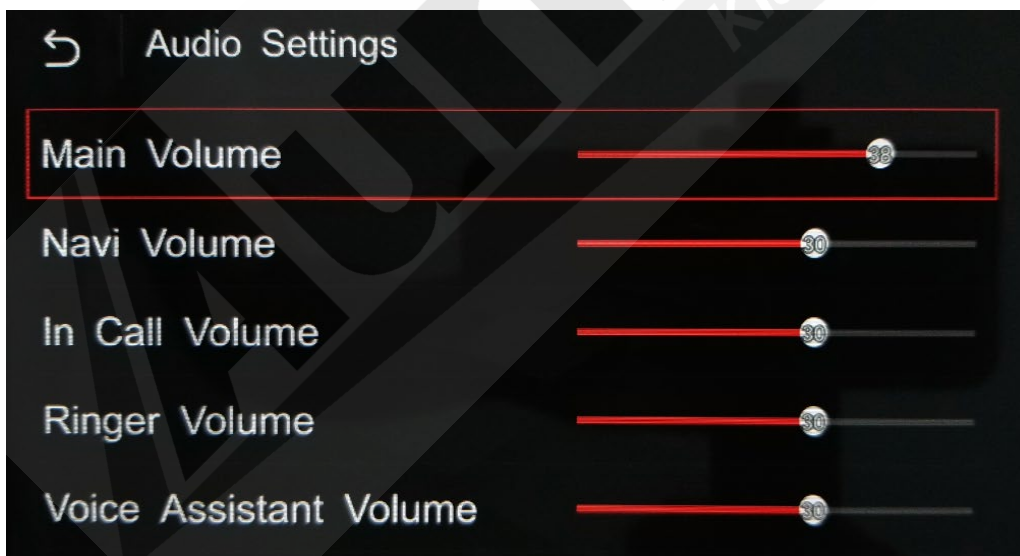 Audio Settings
Main Volume 38
Navi Volume 30
In Call Volume 30
Ringer Volume 30
Voice Assistant Volume 30